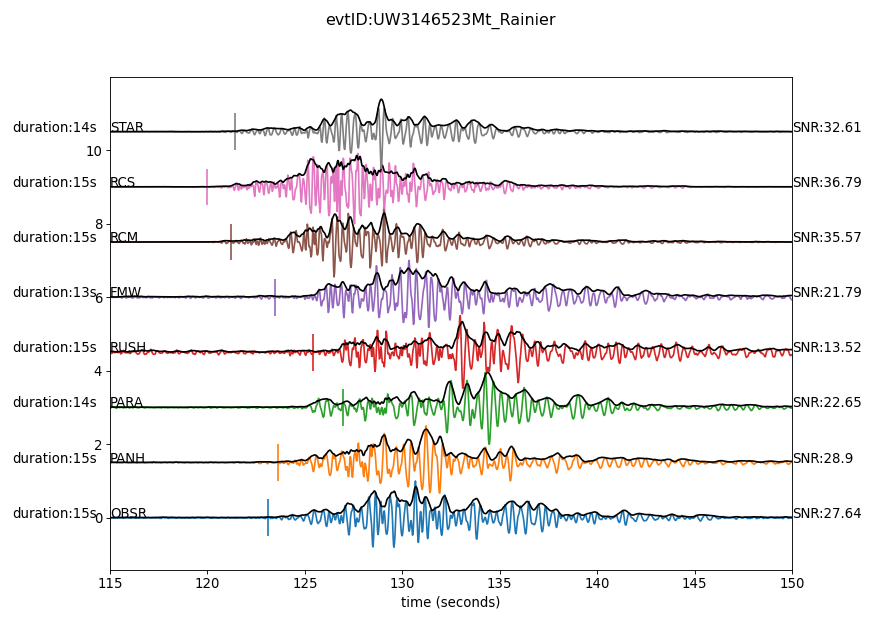 evtID:UW3146523Mt_Rainier
duration:14s STAR SNR:32.61
10
duration:15s RCS SNR:36.79
8
duration:15s RCM SNR:35.57
duration:13s FMW SNR:21.79
6
duration:15s RUSH SNR:13.52
4
duration:14s PARA SNR:22.65
2
duration:15s PANH SNR:28.9
duration:15s OBSR SNR:27.64
0
115 120 125 130 135 140 145 150
time (seconds)